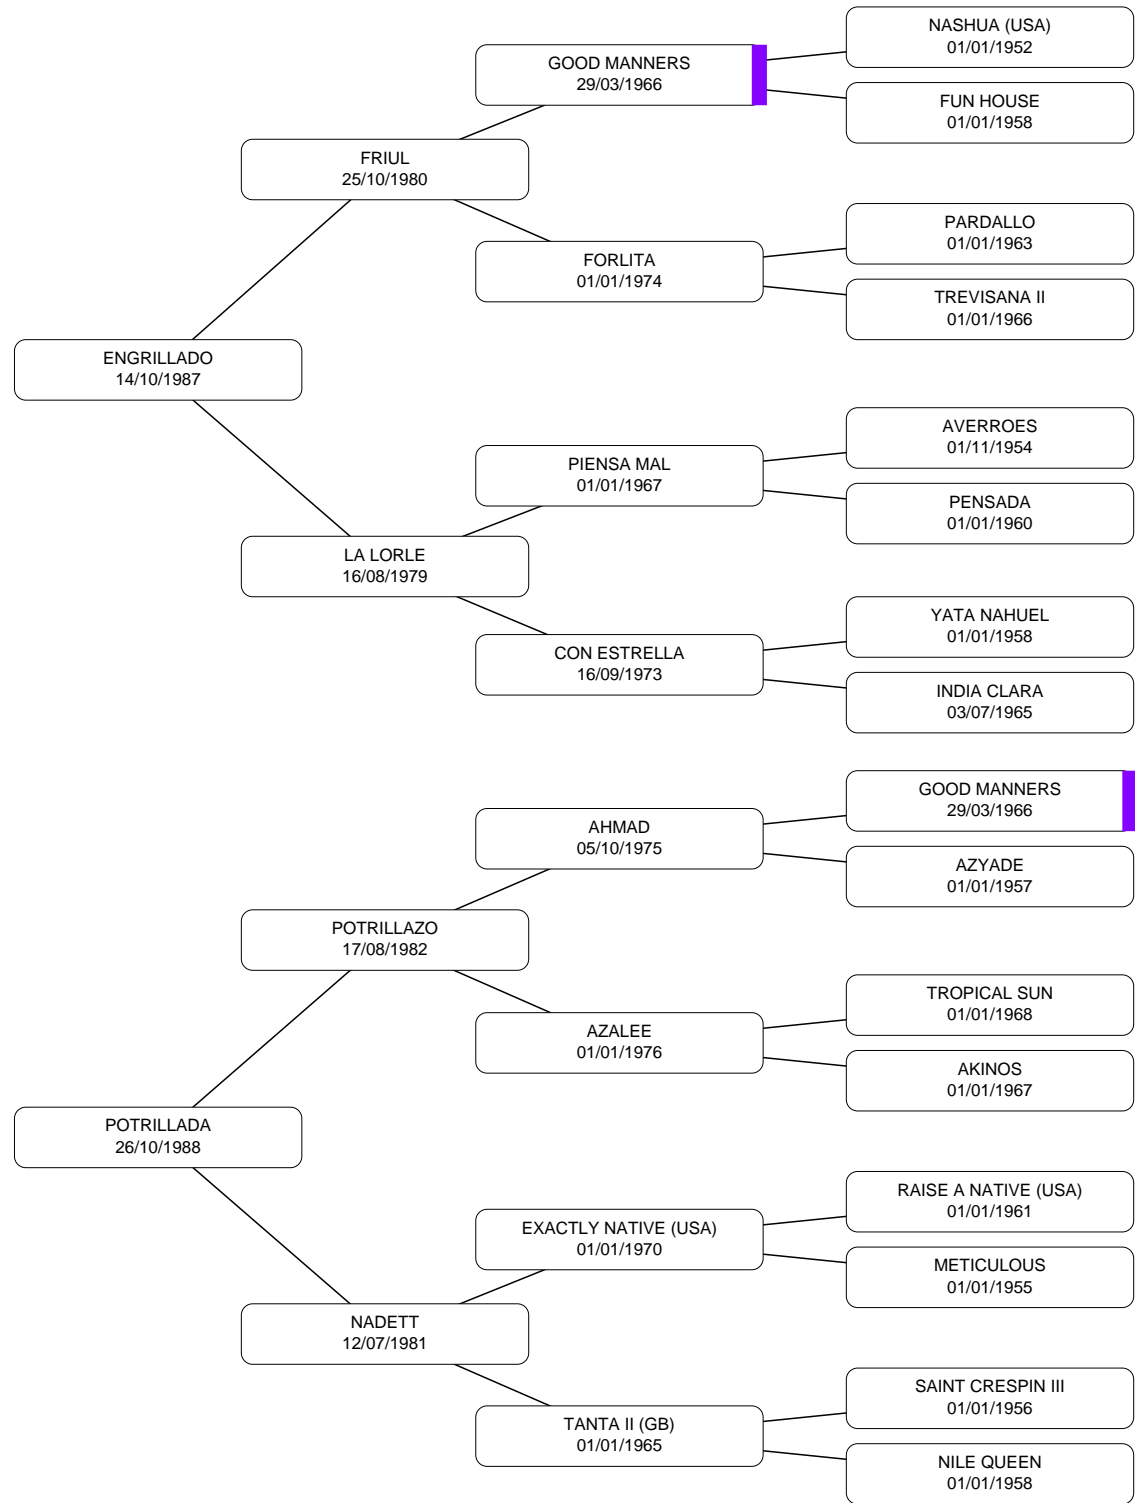 NASHUA (USA)
01/01/1952
GOOD MANNERS
29/03/1966
FUN HOUSE
01/01/1958
FRIUL
25/10/1980
PARDALLO
01/01/1963
FORLITA
01/01/1974
TREVISANA II
01/01/1966
ENGRILLADO
14/10/1987
AVERROES
01/11/1954
PIENSA MAL
01/01/1967
PENSADA
01/01/1960
LA LORLE
16/08/1979
YATA NAHUEL
01/01/1958
CON ESTRELLA
16/09/1973
INDIA CLARA
03/07/1965
GOOD MANNERS
29/03/1966
AHMAD
05/10/1975
AZYADE
01/01/1957
POTRILLAZO
17/08/1982
TROPICAL SUN
01/01/1968
AZALEE
01/01/1976
AKINOS
01/01/1967
POTRILLADA
26/10/1988
RAISE A NATIVE (USA)
01/01/1961
EXACTLY NATIVE (USA)
01/01/1970
METICULOUS
01/01/1955
NADETT
12/07/1981
SAINT CRESPIN III
01/01/1956
TANTA II (GB)
01/01/1965
NILE QUEEN
01/01/1958